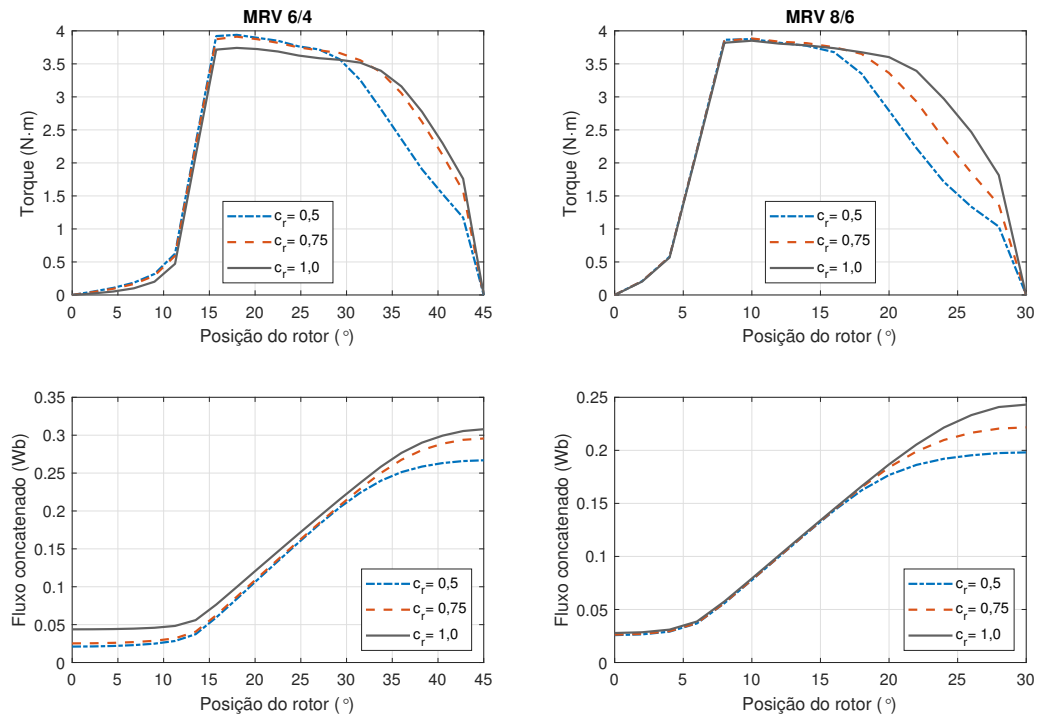 MRV 6/4
4
3.5
3
2.5
2
1.5
1
0.5
0
Torque (N·m)
c_r= 0,5
c_r= 0,75
c_r= 1,0
0 5 10 15 20 25 30 35 40 45
Posição do rotor (°)
MRV 8/6
4
3.5
3
2.5
2
1.5
1
0.5
0
Torque (N·m)
c_r= 0,5
c_r= 0,75
c_r= 1,0
0 5 10 15 20 25 30
Posição do rotor (°)
0.35
0.3
0.25
0.2
0.15
0.1
0.05
0
Fluxo concatenado (Wb)
c_r= 0,5
c_r= 0,75
c_r= 1,0
0 5 10 15 20 25 30 35 40 45
Posição do rotor (°)
0.25
0.2
0.15
0.1
0.05
0
Fluxo concatenado (Wb)
c_r= 0,5
c_r= 0,75
c_r= 1,0
0 5 10 15 20 25 30
Posição do rotor (°)